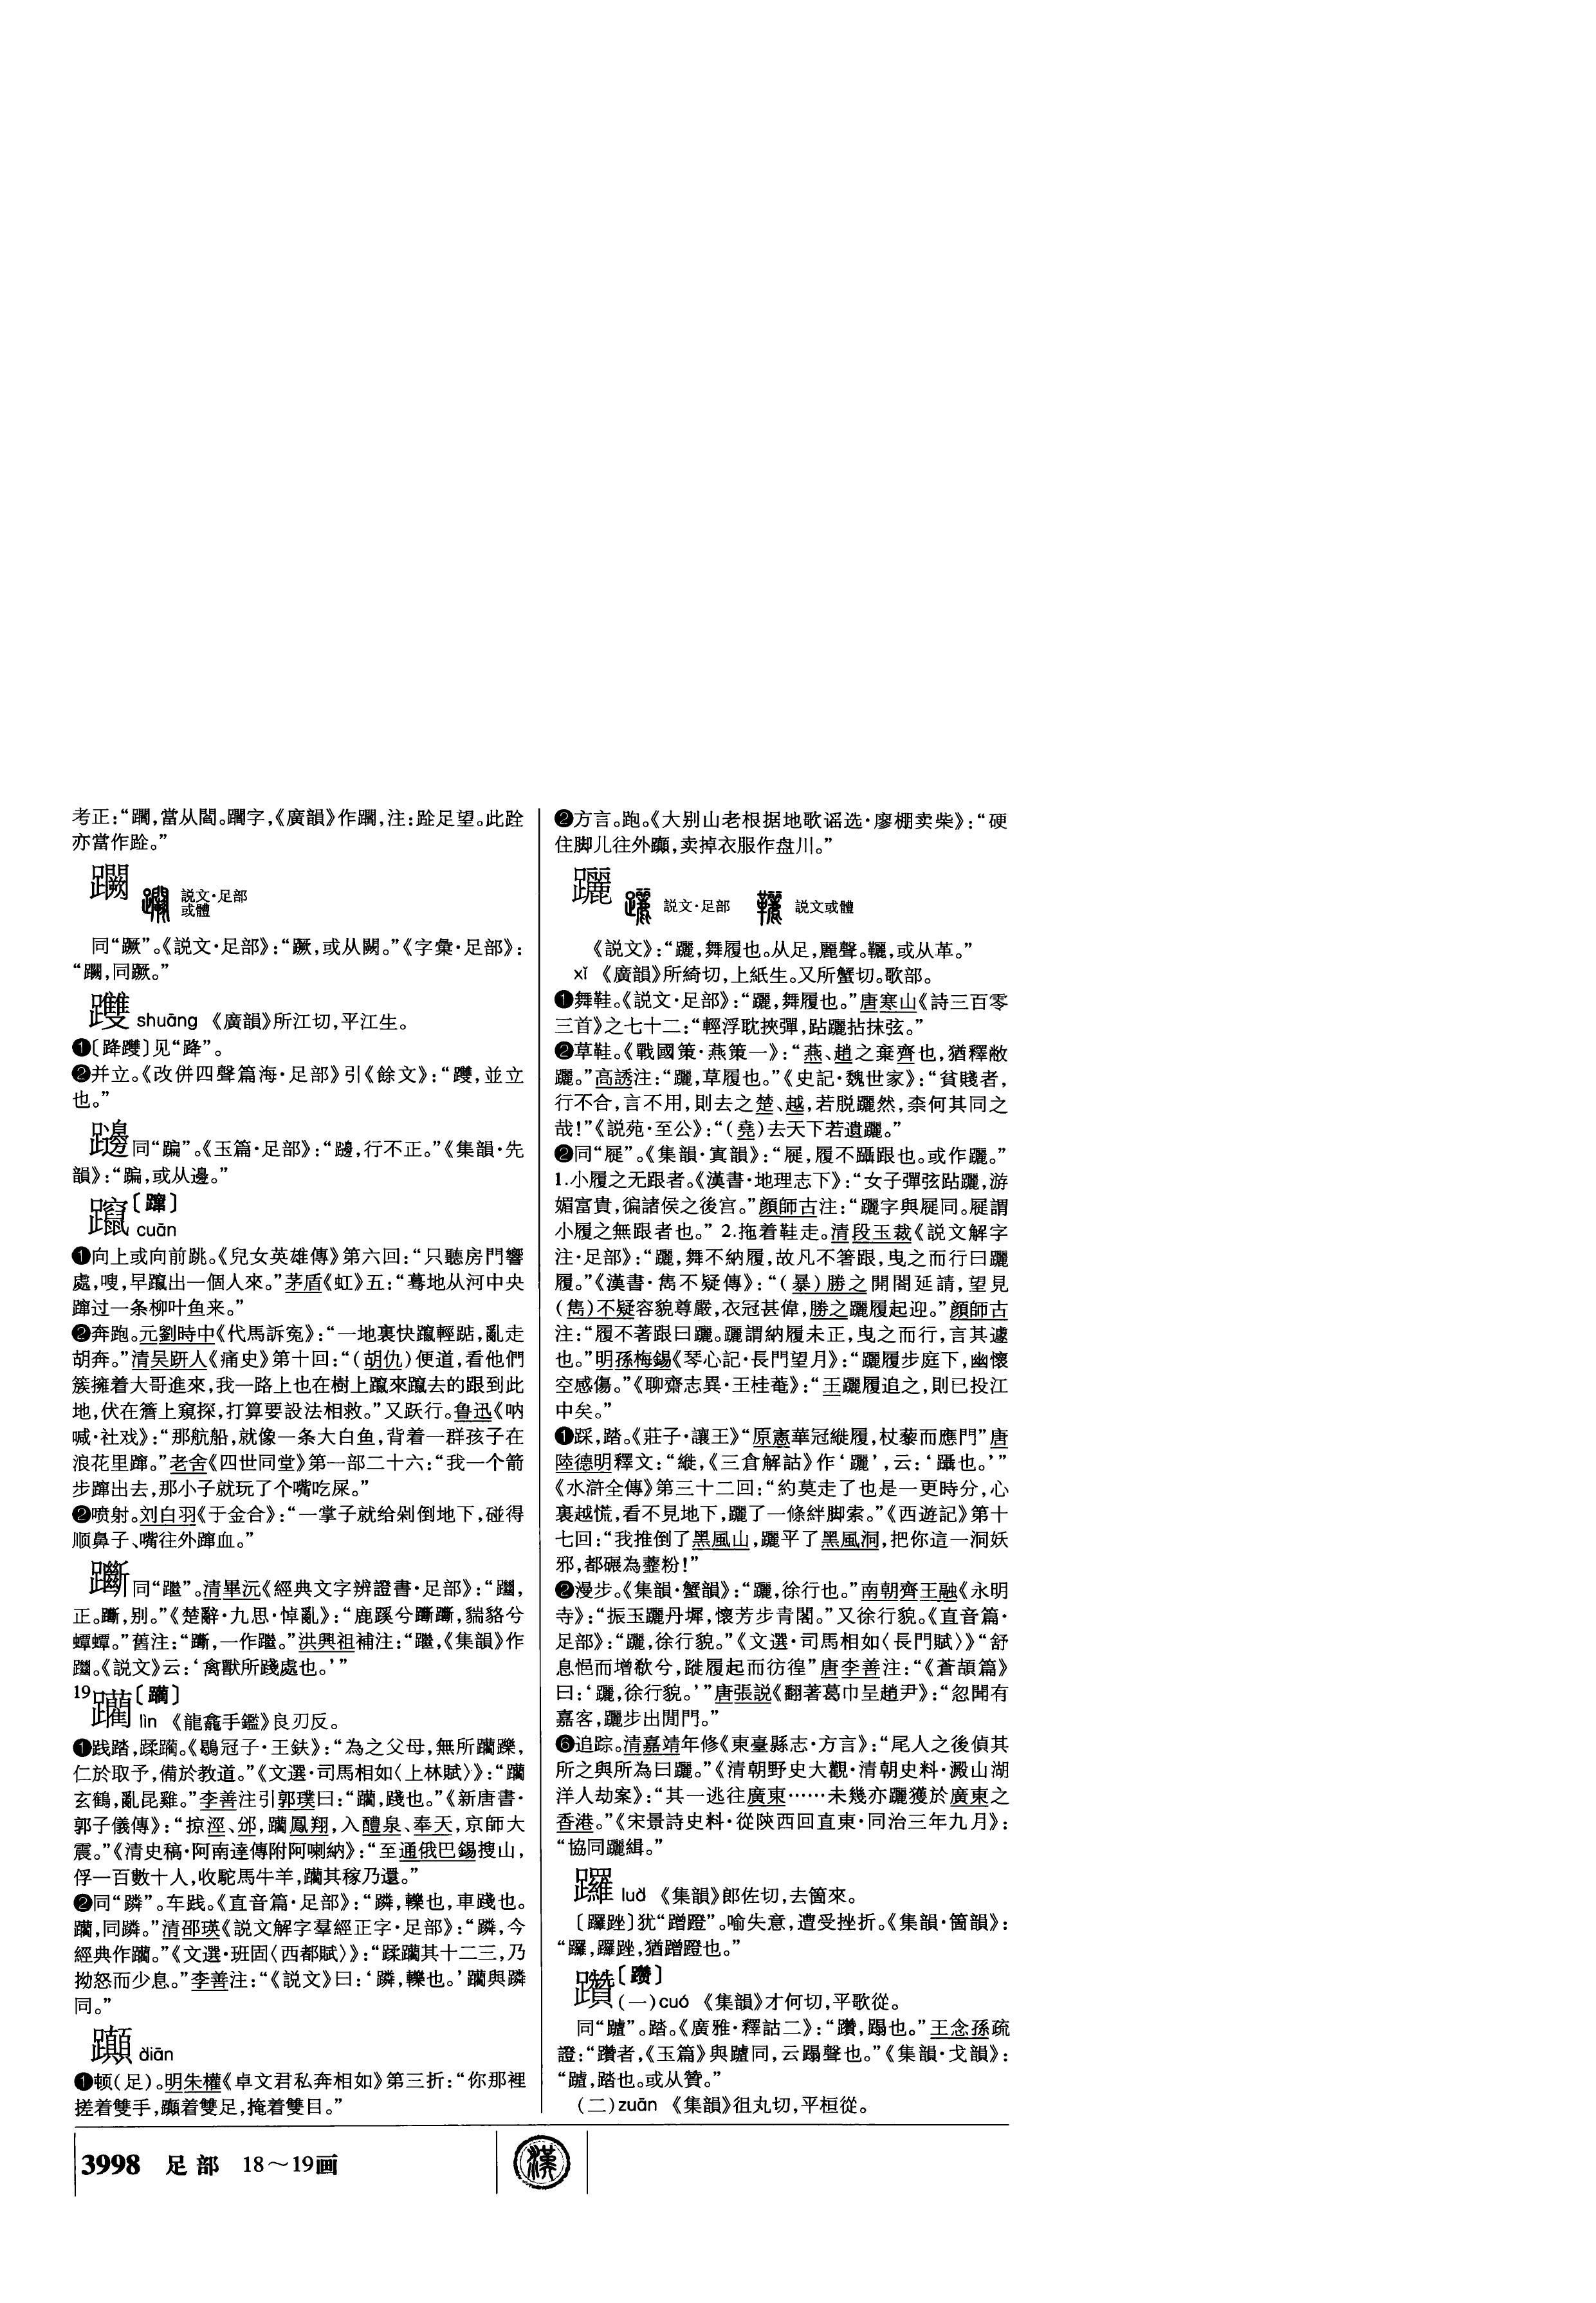 考正：“躙，當从閵。躙字，《廣韻》作躙，注：跧足望。此跧
亦當作跧。”
説文·足部
或體
同“蹶”。《説文·足部》：“蹶，或从闕。”《字彙·足部》：
“𨇮，同蹶。”
shuāng 《廣韻》所江切，平江生。
❶〔跭躞〕见“跭”。
❷并立。《改併四聲篇海·足部》引《餘文》：“䉶，並立
也。”
同“蹁”。《玉篇·足部》：“邊，行不正。”《集韻·先
韻》：“蹁，或从邊。”
躥〔蹿〕
cuān
❶向上或向前跳。《兒女英雄傳》第六回：“只聽房門響
處，嗖，早躥出一個人來。”茅盾《虹》五：“蓦地从河中央
蹿过一条柳叶鱼来。”
❷奔跑。元劉時中《代馬訴寃》：“一地裏快躥輕踮，亂走
胡奔。”清吴趼人《痛史》第十回：“（胡仇）便道，看他們
簇擁着大哥進來，我一路上也在樹上躥來躥去的跟到此
地，伏在簷上窺探，打算要設法相救。”又跃行。鲁迅《呐
喊·社戏》：“那航船，就像一条大白鱼，背着一群孩子在
浪花里蹿。”老舍《四世同堂》第一部二十六：“我一个箭
步蹿出去，那小子就玩了个嘴吃屎。”
❷喷射。刘白羽《于金合》：“一掌子就给剁倒地下，碰得
顺鼻子、嘴往外蹿血。”
同“躖”。清畢沅《經典文字辨證書·足部》：“躖，
正。𨇽，别。”《楚辭·九思·悼亂》：“鹿蹊兮𨇽𨇽，貒貉兮
蟫蟫。”舊注：“𨇽，一作躖。”洪興祖補注：“躖，《集韻》作
躖。《説文》云：‘禽獸所踐處也。’”
19躪〔躏〕
lìn 《龍龕手鑑》良刃反。
❶践踏，蹂躏。《鶡冠子·王鈇》：“為之父母，無所躪躒，
仁於取予，備於教道。”《文選·司馬相如〈上林賦〉》：“躪
玄鶴，亂昆雞。”李善注引郭璞曰：“躪，踐也。”《新唐書·
郭子儀傳》：“掠涇、邠，躪鳳翔，入醴泉、奉天，京師大
震。”《清史稿·阿南達傳附阿喇納》：“至通俄巴錫搜山，
俘一百數十人，收駝馬牛羊，躪其稼乃還。”
❷同“蹸”。车践。《直音篇·足部》：“蹸，轢也，車踐也。
躪，同蹸。”清邵瑛《説文解字羣經正字·足部》：“蹸，今
經典作躪。”《文選·班固〈西都賦〉》：“蹂躪其十二三，乃
拗怒而少息。”李善注：“《説文》曰：‘蹸，轢也。’躪與蹸
同。”
躓 diān
❶顿（足）。明朱權《卓文君私奔相如》第三折：“你那裡
搓着雙手，蹎着雙足，掩着雙目。”
❷方言。跑。《大别山老根据地歌谣选·廖棚卖柴》：“硬
住脚儿往外𨈀，卖掉衣服作盘川。”
躧 説文·足部 説文或體
《説文》：“躧，舞履也。从足，麗聲。䩳，或从革。”
xǐ 《廣韻》所綺切，上紙生。又所蟹切。歌部。
❶舞鞋。《説文·足部》：“躧，舞履也。”唐寒山《詩三百零
三首》之七十二：“輕浮耽挾彈，跕躧拈抹弦。”
❷草鞋。《戰國策·燕策一》：“燕、趙之棄齊也，猶釋敝
躧。”高誘注：“躧，草履也。”《史記·魏世家》：“貧賤者，
行不合，言不用，則去之楚、越，若脱躧然，柰何其同之
哉！”《説苑·至公》：“（堯）去天下若遺躧。”
❷同“屣”。《集韻·寘韻》：“屣，履不躡跟也。或作躧。”
1.小履之无跟者。《漢書·地理志下》：“女子彈弦跕躧，游
媚富貴，徧諸侯之後宫。”顔師古注：“躧字與屣同。屣謂
小履之無跟者也。” 2.拖着鞋走。清段玉裁《説文解字
注·足部》：“躧，舞不納履，故凡不箸跟，曳之而行曰躧
履。”《漢書·雋不疑傳》：“（暴）勝之開閤延請，望見
（雋）不疑容貌尊嚴，衣冠甚偉，勝之躧履起迎。”顔師古
注：“履不著跟曰躧。躧謂納履未正，曳之而行，言其遽
也。”明孫梅錫《琴心記·長門望月》：“躧履步庭下，幽懷
空感傷。”《聊齋志異·王桂菴》：“王躧履追之，則已投江
中矣。”
❶踩，踏。《莊子·讓王》“原憲華冠縰履，杖藜而應門”唐
陸德明釋文：“縰，《三倉解詁》作‘躧’，云：‘躡也。’”
《水滸全傳》第三十二回：“約莫走了也是一更時分，心
裏越慌，看不見地下，躧了一條絆脚索。”《西遊記》第十
七回：“我推倒了黑風山，躧平了黑風洞，把你這一洞妖
邪，都碾為虀粉！”
❷漫步。《集韻·蟹韻》：“躧，徐行也。”南朝齊王融《永明
寺》：“振玉躧丹墀，懷芳步青閣。”又徐行貌。《直音篇·
足部》：“躧，徐行貌。”《文選·司馬相如〈長門賦〉》“舒
息悒而增欷兮，蹝履起而彷徨”唐李善注：“《蒼頡篇》
曰：‘躧，徐行貌。’”唐張説《翻著葛巾呈趙尹》：“忽聞有
嘉客，躧步出閒門。”
❻追踪。清嘉靖年修《東臺縣志·方言》：“尾人之後偵其
所之與所為曰躧。”《清朝野史大觀·清朝史料·澱山湖
洋人劫案》：“其一逃往廣東……未幾亦躧獲於廣東之
香港。”《宋景詩史料·從陝西回直東·同治三年九月》：
“協同躧緝。”
luò 《集韻》郎佐切，去箇來。
〔躍䟶〕犹“蹭蹬”。喻失意，遭受挫折。《集韻·箇韻》：
“躍，躍䟶，猶蹭蹬也。”
躦〔躜〕
（一）cuó 《集韻》才何切，平歌從。
同“䠡”。踏。《廣雅·釋詁二》：“躦，蹋也。”王念孫疏
證：“躦者，《玉篇》與䠡同，云蹋聲也。”《集韻·戈韻》：
“䠡，踏也。或从贊。”
（二）zuān 《集韻》徂丸切，平桓從。
3998 足部 18～19画
漢